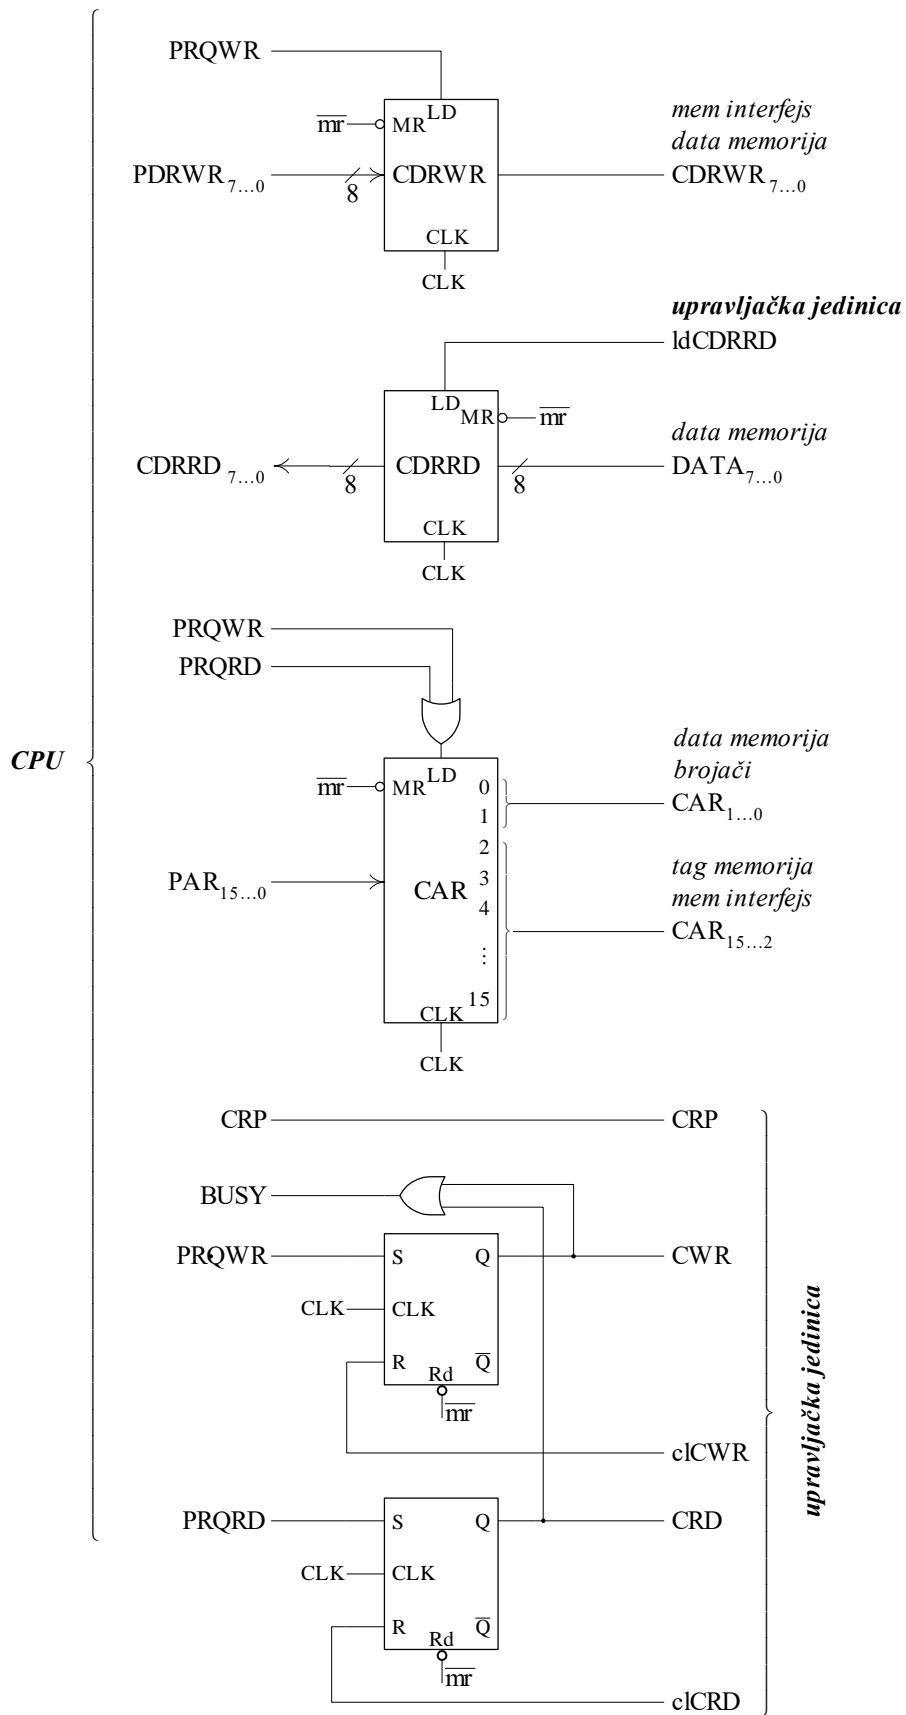 PRQWR
mr MR LD
mem interfejs
data memorija
PDRWR7...0 8 CDRWR CDRWR7...0
CLK
CLK
upravljačka jedinica
ldCDRRD
LD MR mr
data memorija
CDRRD 7...0 8 CDRRD 8 DATA7...0
CLK
CLK
PRQWR
PRQRD
CPU
data memorija
brojači
mr MR LD 0
CAR1...0
1
2
tag memorija
mem interfejs
PAR15...0 CAR 3
4
CAR15...2
⋮
15
CLK
CLK
CRP CRP
BUSY
PRQWR S Q CWR
CLK CLK
R Rd Q
mr
clCWR
upravljačka jedinica
PRQRD S Q CRD
CLK CLK
R Rd Q
mr
clCRD